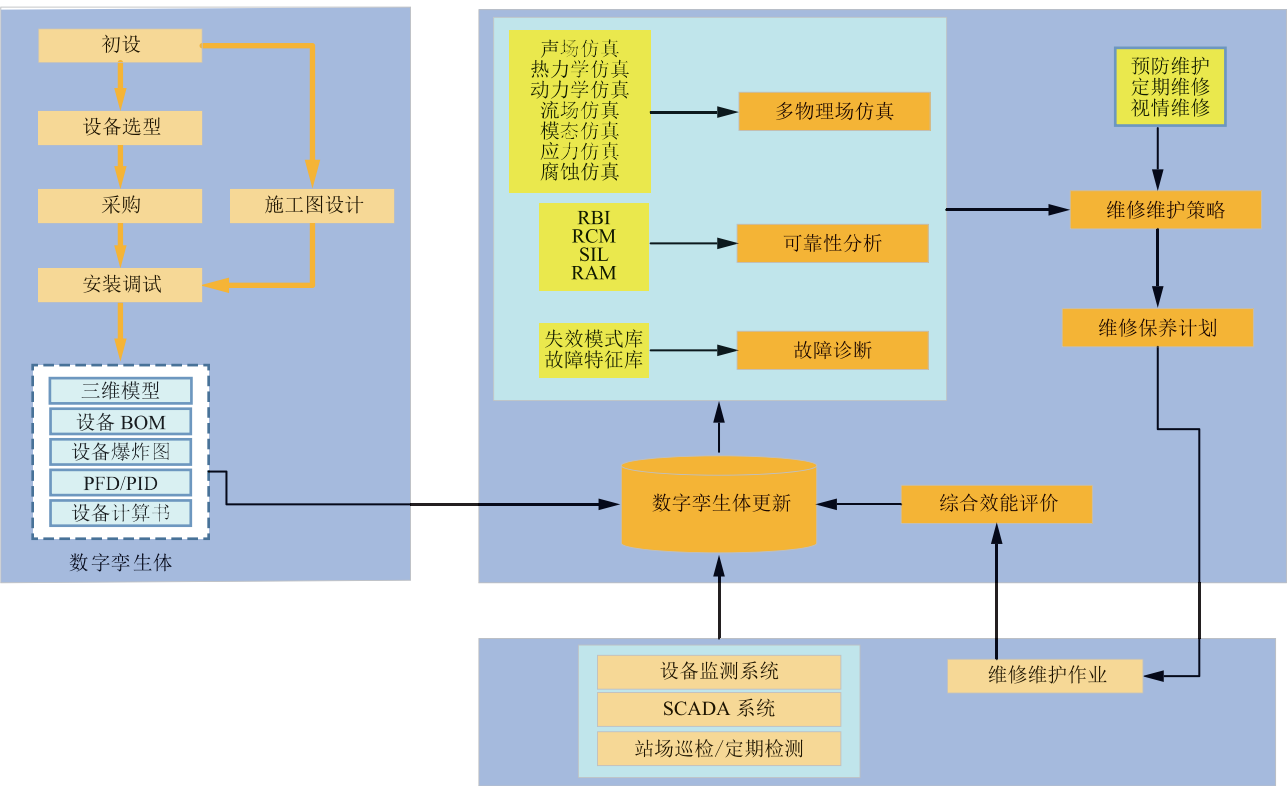 初设
设备选型
采购
施工图设计
安装调试
三维模型
设备 BOM
设备爆炸图
PFD/PID
设备计算书
数字孪生体
声场仿真
热力学仿真
动力学仿真
流场仿真
模态仿真
应力仿真
腐蚀仿真
多物理场仿真
RBI
RCM
SIL
RAM
可靠性分析
失效模式库
故障特征库
故障诊断
预防维护
定期维修
视情维修
维修维护策略
维修保养计划
数字孪生体更新
综合效能评价
设备监测系统
SCADA 系统
站场巡检/定期检测
维修维护作业